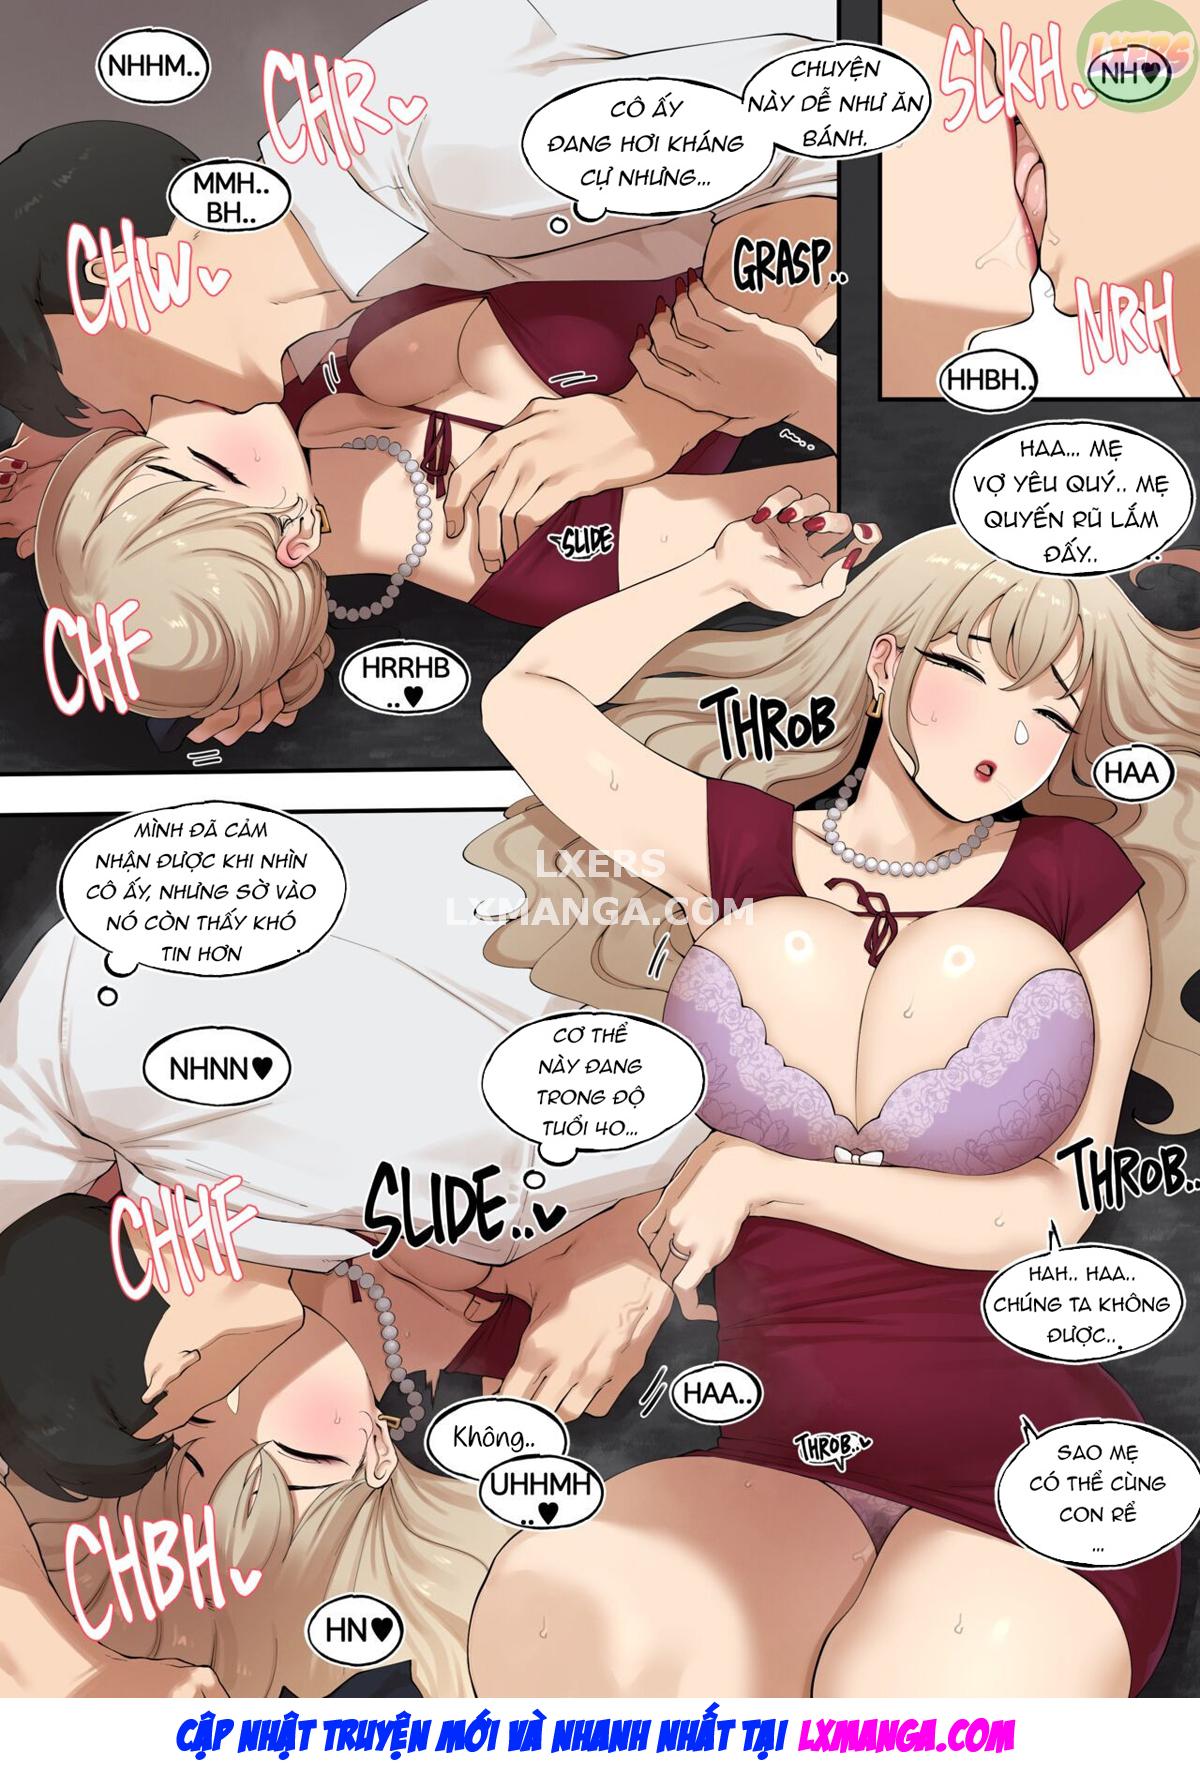 NHHM..
CHR
CÔ ẤY
ĐANG HƠI KHÁNG
CỰ NHƯNG...
CHUYỆN
NÀY DỄ NHƯ ĂN
BÁNH.
SLKH
NH♥
LXERS
MMH..
BH..
CHW
GRASP..
NRH
HHBH..
HAA... MẸ
VỢ YÊU QUÝ.. MẸ
QUYẾN RŨ LẮM
ĐẤY..
SLIDE
CHF
HRRHB
..♥
THROB
HAA
MÌNH ĐÃ CẢM
NHẬN ĐƯỢC KHI NHÌN
CÔ ẤY, NHƯNG SỜ VÀO
NÓ CÒN THẤY KHÓ
TIN HƠN
LXERS
LXMANGA.COM
NHNN♥
CƠ THỂ
NÀY ĐANG
TRONG ĐỘ
TUỔI 40...
SLIDE..♥
THROB..
CHHF
HAH.. HAA..
CHÚNG TA KHÔNG
ĐƯỢC..
HAA..
Không..
UHHMH
..♥
THROB..♥
SAO MẸ
CÓ THỂ CÙNG
CON RỂ
...
CHBH
HN♥
CẬP NHẬT TRUYỆN MỚI VÀ NHANH NHẤT TẠI LXMANGA.COM